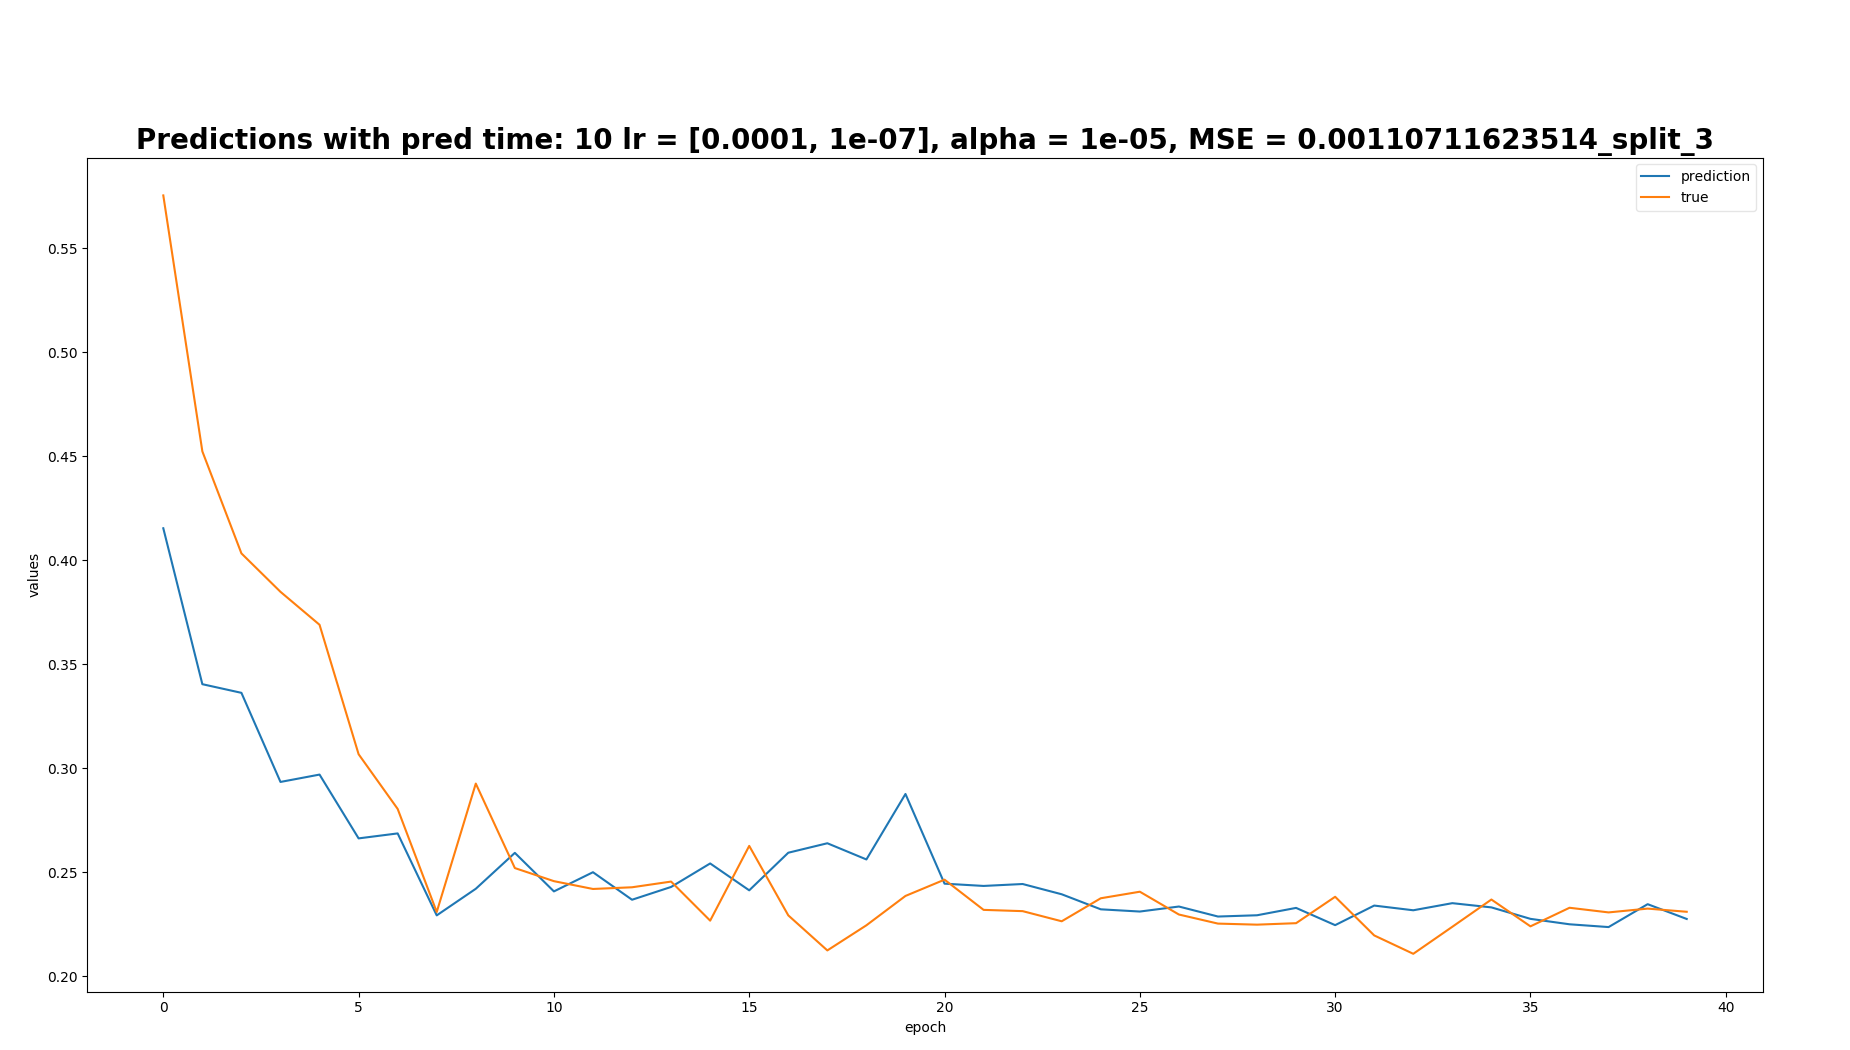 Predictions with pred time: 10 lr = [0.0001, 1e-07], alpha = 1e-05, MSE = 0.00110711623514_split_3
prediction
true
values
0.55
0.50
0.45
0.40
0.35
0.30
0.25
0.20
0 5 10 15 20 25 30 35 40
epoch